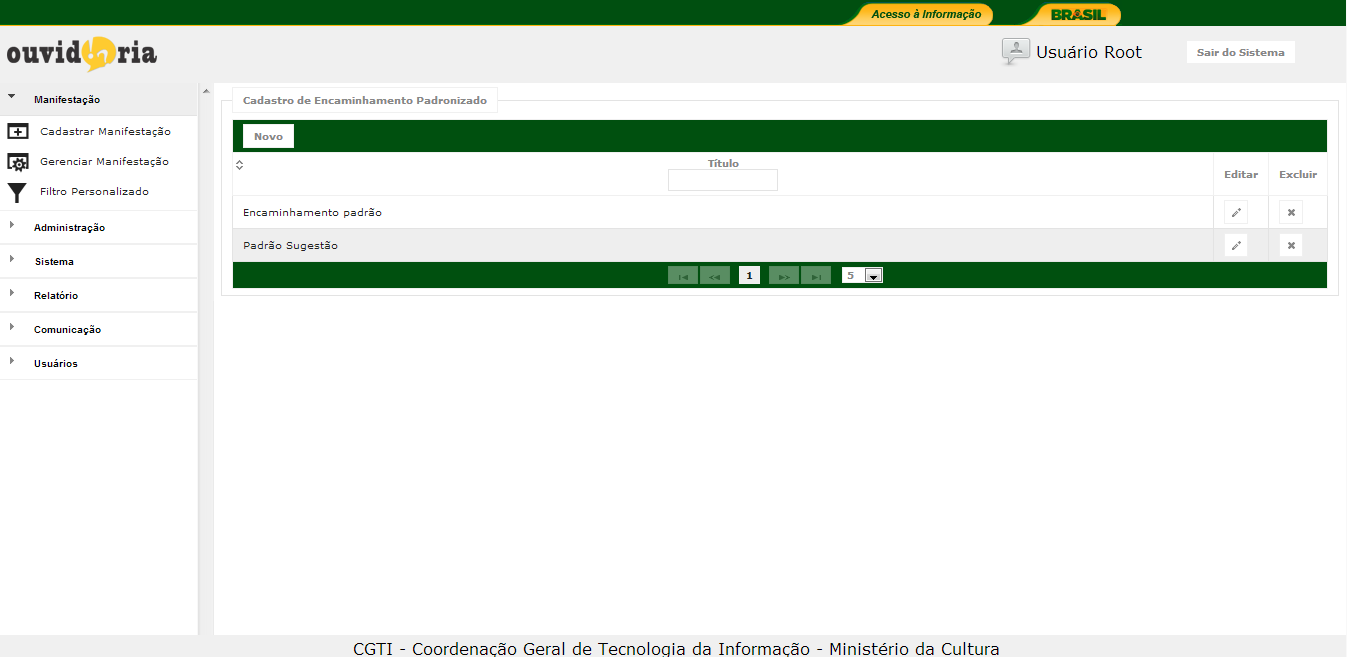 Acesso à Informação
BRASIL
ouvidoria
Usuário Root
Sair do Sistema
Manifestação
Cadastrar Manifestação
Gerenciar Manifestação
Filtro Personalizado
Administração
Sistema
Relatório
Comunicação
Usuários
Cadastro de Encaminhamento Padronizado
Novo
Título
Editar
Excluir
Encaminhamento padrão
Padrão Sugestão
1
5
CGTI - Coordenação Geral de Tecnologia da Informação - Ministério da Cultura